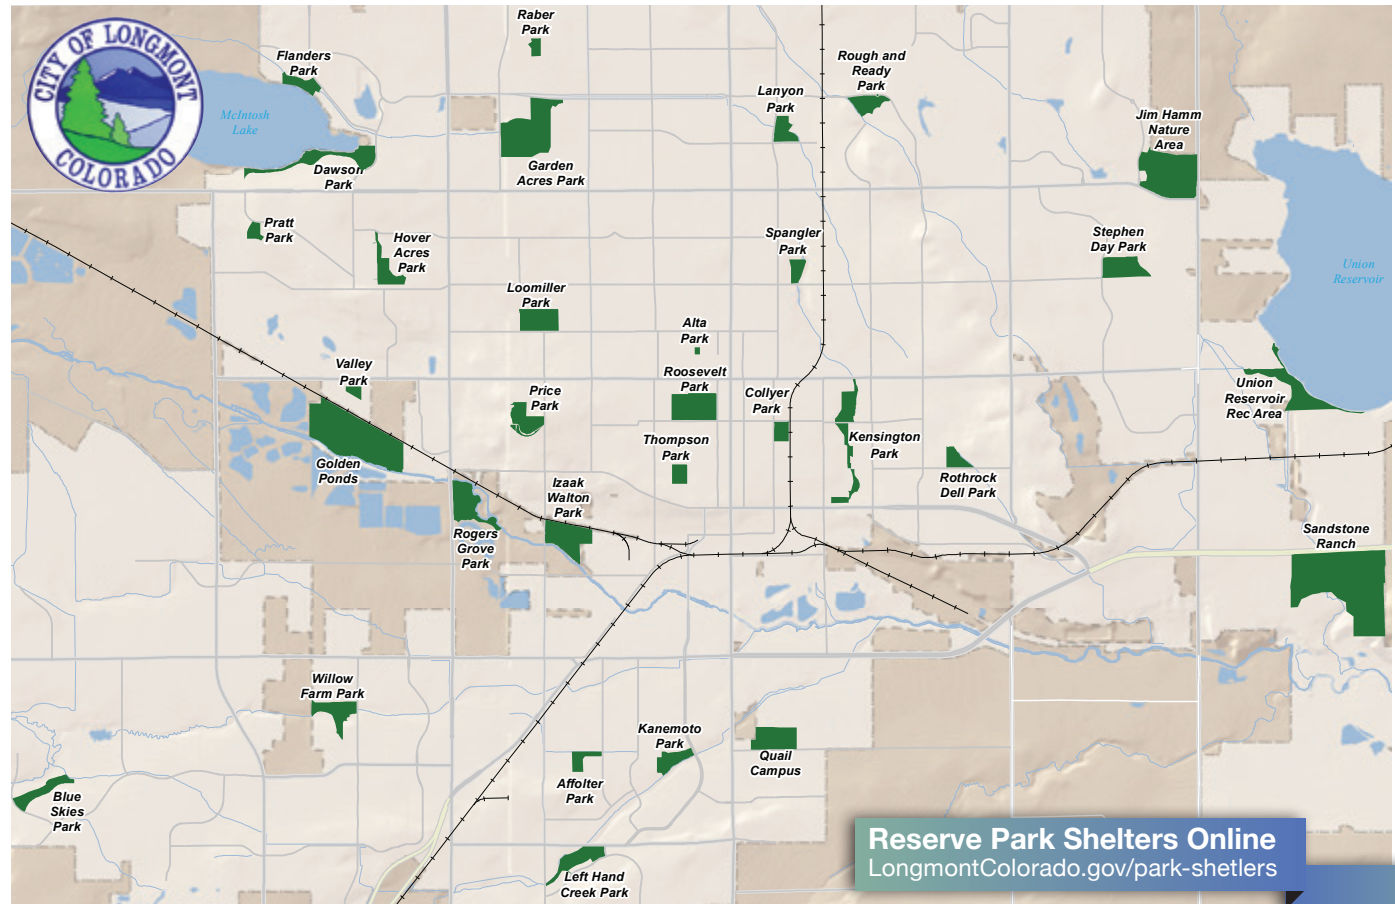 CITY OF LONGMONT
COLORADO
Raber
Park
Flanders
Park
Rough and
Ready
Park
Lanyon
Park
McIntosh
Lake
Jim Hamm
Nature
Area
Dawson
Park
Garden
Acres Park
Pratt
Park
Hover
Acres
Park
Spangler
Park
Stephen
Day Park
Union
Reservoir
Loomiller
Park
Alta
Park
Valley
Park
Roosevelt
Park
Price
Park
Collyer
Park
Union
Reservoir
Rec Area
Thompson
Park
Kensington
Park
Golden
Ponds
Izaak
Walton
Park
Rothrock
Dell Park
Rogers
Grove
Park
Sandstone
Ranch
Willow
Farm Park
Kanemoto
Park
Quail
Campus
Affolter
Park
Blue
Skies
Park
Left Hand
Creek Park
Reserve Park Shelters Online
LongmontColorado.gov/park-shetlers